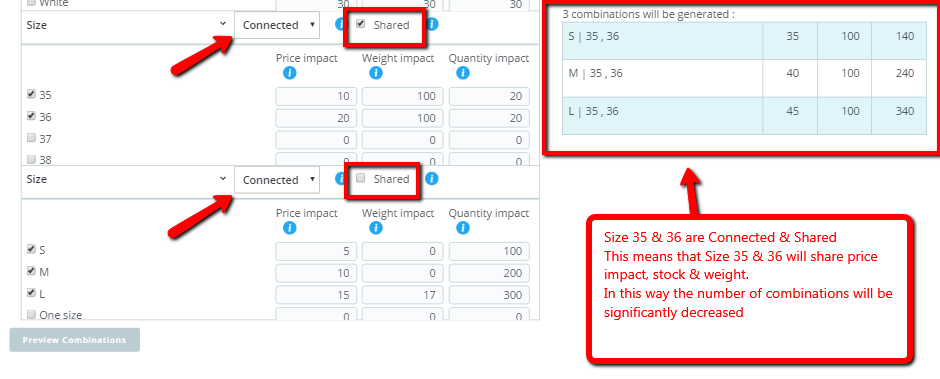 White 30 30 30
Size Connected Shared
Price impact Weight impact Quantity impact
35 10 100 20
36 20 100 20
37 0 0 0
38 0 0 0
Size Connected Shared
Price impact Weight impact Quantity impact
S 5 0 100
M 10 0 200
L 15 17 300
One size 0 0 0
Preview Combinations
3 combinations will be generated :
S | 35 , 36 35 100 140
M | 35 , 36 40 100 240
L | 35 , 36 45 100 340
Size 35 & 36 are Connected & Shared
This means that Size 35 & 36 will share price
impact, stock & weight.
In this way the number of combinations will be
significantly decreased